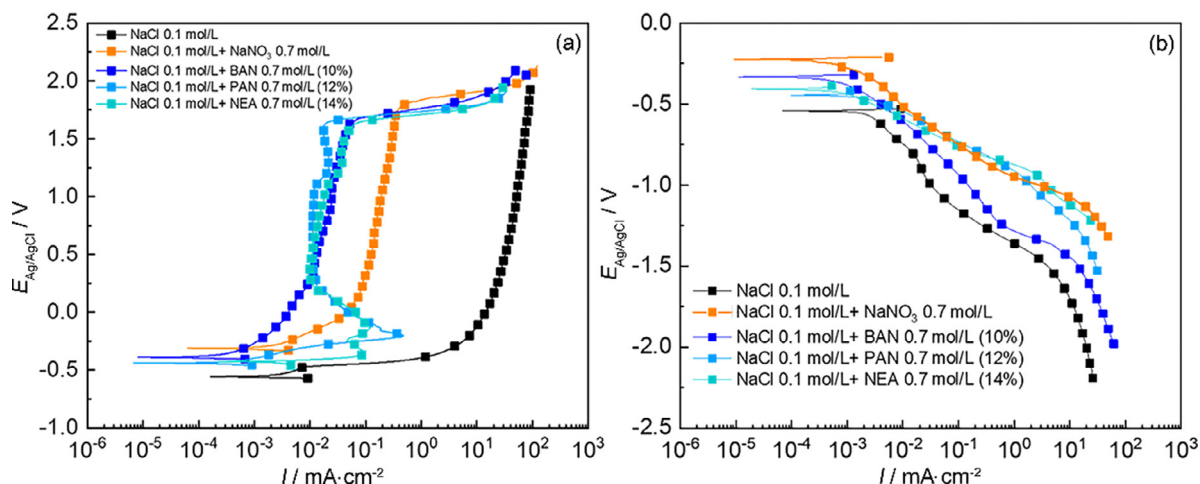 2.5
2.0
1.5
1.0
0.5
0.0
-0.5
-1.0
E Ag/AgCl / V
NaCl 0.1 mol/L
NaCl 0.1 mol/L+ NaNO₃ 0.7 mol/L
NaCl 0.1 mol/L+ BAN 0.7 mol/L (10%)
NaCl 0.1 mol/L+ PAN 0.7 mol/L (12%)
NaCl 0.1 mol/L+ NEA 0.7 mol/L (14%)
(a)
10⁻⁶ 10⁻⁵ 10⁻⁴ 10⁻³ 10⁻² 10⁻¹ 10⁰ 10¹ 10² 10³
I / mA·cm⁻²
-0.0
-0.5
-1.0
-1.5
-2.0
-2.5
E Ag/AgCl / V
(b)
NaCl 0.1 mol/L
NaCl 0.1 mol/L+ NaNO₃ 0.7 mol/L
NaCl 0.1 mol/L+ BAN 0.7 mol/L (10%)
NaCl 0.1 mol/L+ PAN 0.7 mol/L (12%)
NaCl 0.1 mol/L+ NEA 0.7 mol/L (14%)
10⁻⁶ 10⁻⁵ 10⁻⁴ 10⁻³ 10⁻² 10⁻¹ 10⁰ 10¹ 10² 10³
I / mA·cm⁻²